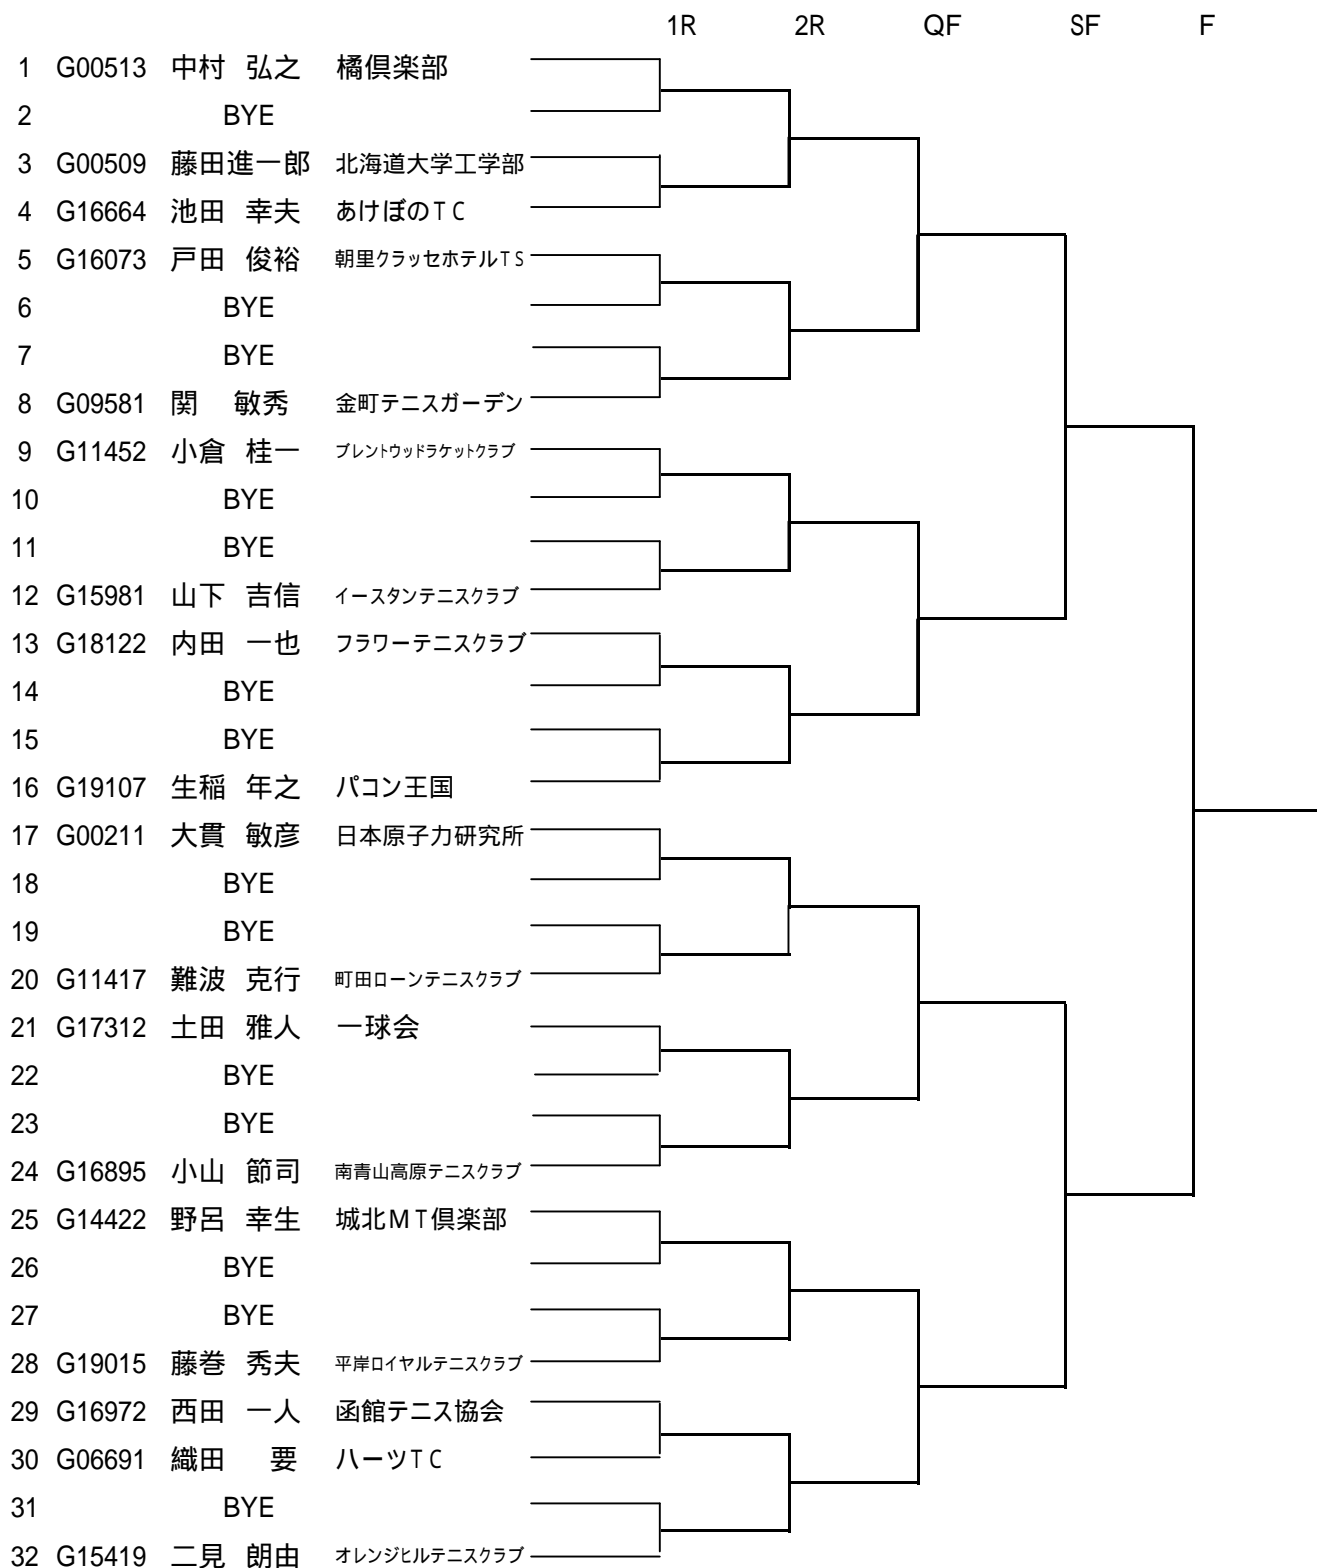 1R 2R QF SF F
1 G00513 中村 弘之 橘倶楽部
2 BYE
3 G00509 藤田進一郎 北海道大学工学部
4 G16664 池田 幸夫 あけぼのTC
5 G16073 戸田 俊裕 朝里クラッセホテルTS
6 BYE
7 BYE
8 G09581 関 敏秀 金町テニスガーデン
9 G11452 小倉 桂一 ブレントウッドラケットクラブ
10 BYE
11 BYE
12 G15981 山下 吉信 イースタンテニスクラブ
13 G18122 内田 一也 フラワーテニスクラブ
14 BYE
15 BYE
16 G19107 生稲 年之 パコン王国
17 G00211 大貫 敏彦 日本原子力研究所
18 BYE
19 BYE
20 G11417 難波 克行 町田ローンテニスクラブ
21 G17312 土田 雅人 一球会
22 BYE
23 BYE
24 G16895 小山 節司 南青山高原テニスクラブ
25 G14422 野呂 幸生 城北MT倶楽部
26 BYE
27 BYE
28 G19015 藤巻 秀夫 平岸ロイヤルテニスクラブ
29 G16972 西田 一人 函館テニス協会
30 G06691 織田 要 ハーツTC
31 BYE
32 G15419 二見 朗由 オレンジヒルテニスクラブ